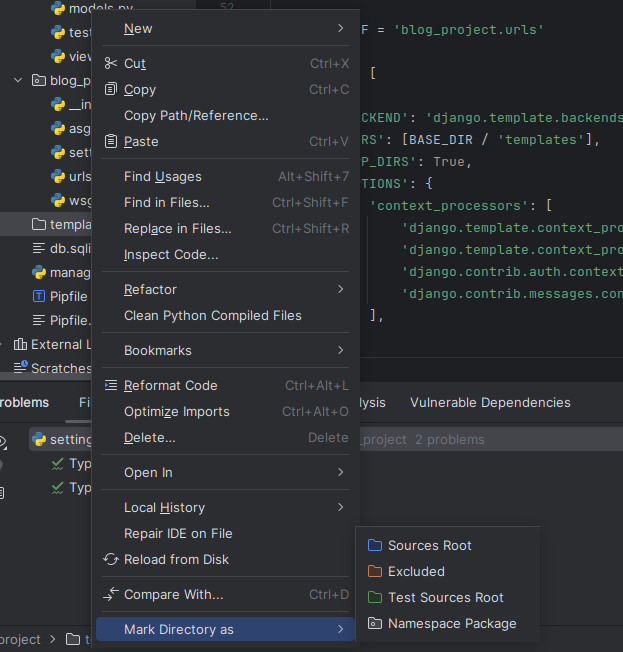 models.py
52
New
F = 'blog_project.urls'
Cut Ctrl+X
Copy Ctrl+C
[
Copy Path/Reference...
CKEND': 'django.template.backends
Paste Ctrl+V
RS': [BASE_DIR / 'templates'],
P_DIRS': True,
Find Usages Alt+Shift+7
TIONS': {
Find in Files... Ctrl+Shift+F
'context_processors': [
Replace in Files... Ctrl+Shift+R
'django.template.context_pro
Inspect Code...
'django.template.context_pro
'django.contrib.auth.context
Refactor
'django.contrib.messages.con
Clean Python Compiled Files
],
Bookmarks
test
view
blog_p
__in
asg
sett
urls
wsg
templa
db.sqli
manag
Pipfile
Pipfile.
External L
Scratches
Reformat Code Ctrl+Alt+L
Optimize Imports Ctrl+Alt+O
Delete... Delete
Open In
Local History
Repair IDE on File
Reload from Disk
Compare With... Ctrl+D
Mark Directory as
roblems Fi lysis Vulnerable Dependencies
setting _project 2 problems
Typ
Typ
Sources Root
Excluded
Test Sources Root
Namespace Package
project t